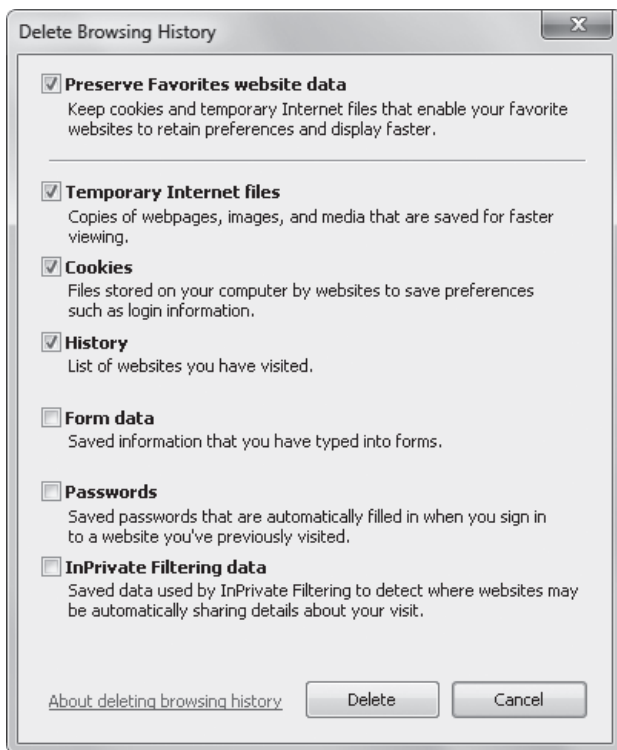 Delete Browsing History
Preserve Favorites website data
Keep cookies and temporary Internet files that enable your favorite
websites to retain preferences and display faster.
Temporary Internet files
Copies of webpages, images, and media that are saved for faster
viewing.
Cookies
Files stored on your computer by websites to save preferences
such as login information.
History
List of websites you have visited.
Form data
Saved information that you have typed into forms.
Passwords
Saved passwords that are automatically filled in when you sign in
to a website you've previously visited.
InPrivate Filtering data
Saved data used by InPrivate Filtering to detect where websites may
be automatically sharing details about your visit.
About deleting browsing history
Delete
Cancel